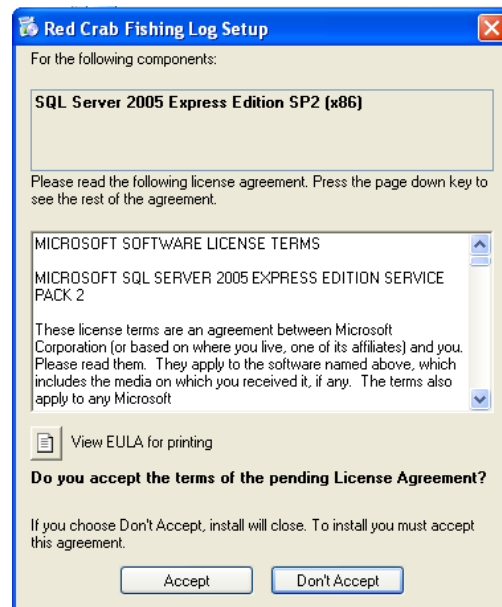 Red Crab Fishing Log Setup
For the following components:
SQL Server 2005 Express Edition SP2 (x86)
Please read the following license agreement. Press the page down key to
see the rest of the agreement.
MICROSOFT SOFTWARE LICENSE TERMS
MICROSOFT SQL SERVER 2005 EXPRESS EDITION SERVICE
PACK 2
These license terms are an agreement between Microsoft
Corporation (or based on where you live, one of its affiliates) and you.
Please read them.  They apply to the software named above, which
includes the media on which you received it, if any.  The terms also
apply to any Microsoft
View EULA for printing
Do you accept the terms of the pending License Agreement?
If you choose Don't Accept, install will close. To install you must accept
this agreement.
Accept
Don't Accept